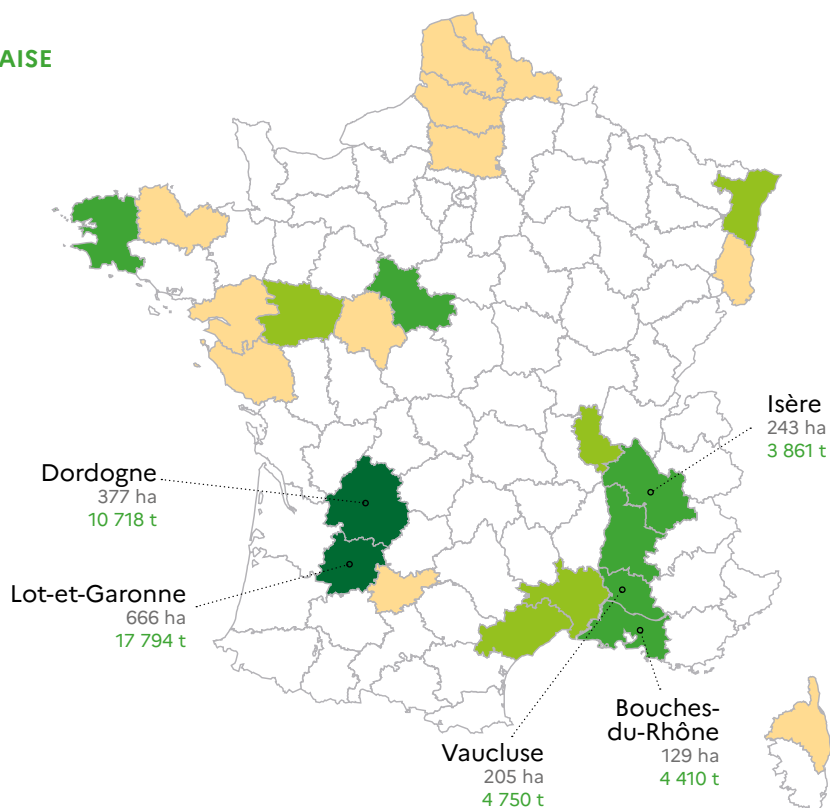 AISE
Isère
243 ha
3 861 t
Dordogne
377 ha
10 718 t
Lot-et-Garonne
666 ha
17 794 t
Bouches-
du-Rhône
129 ha
4 410 t
Vaucluse
205 ha
4 750 t